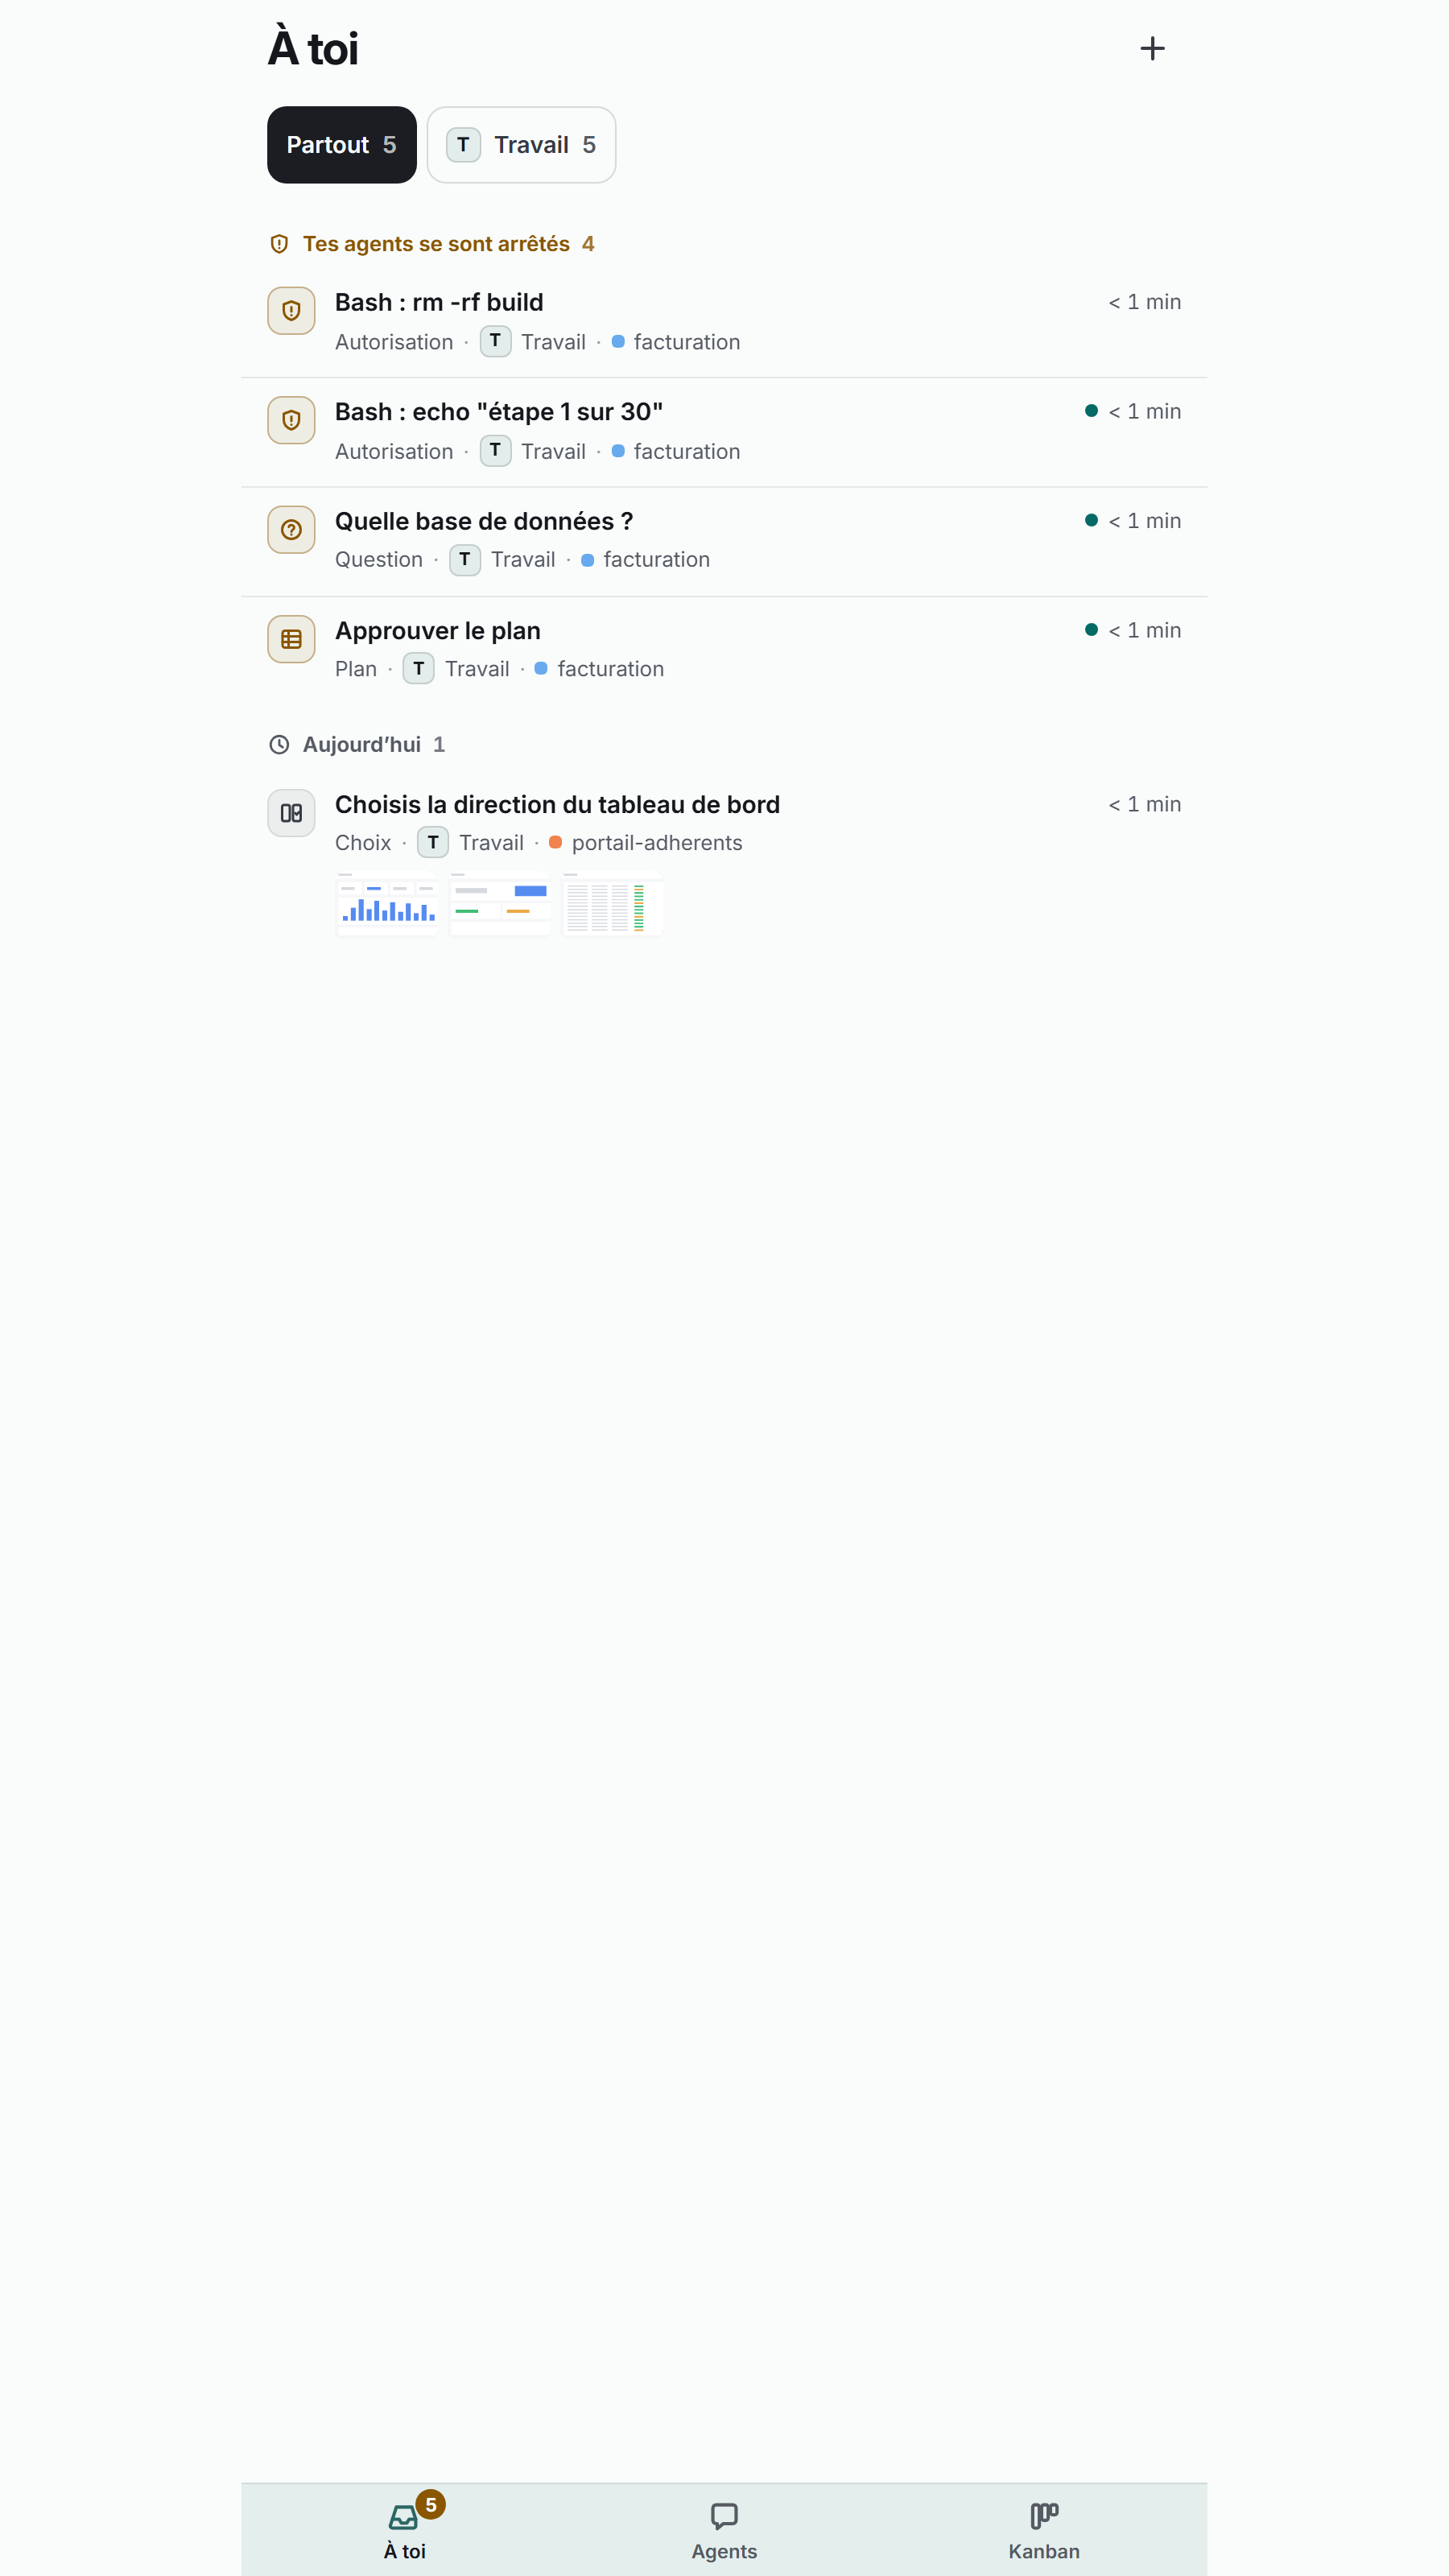 À toi
Partout 5
T Travail 5
Tes agents se sont arrêtés 4
Bash : rm -rf build
< 1 min
Autorisation · T Travail · facturation
Bash : echo "étape 1 sur 30"
< 1 min
Autorisation · T Travail · facturation
Quelle base de données ?
< 1 min
Question · T Travail · facturation
Approuver le plan
< 1 min
Plan · T Travail · facturation
Aujourd’hui 1
Choisis la direction du tableau de bord
< 1 min
Choix · T Travail · portail-adherents
5
À toi
Agents
Kanban